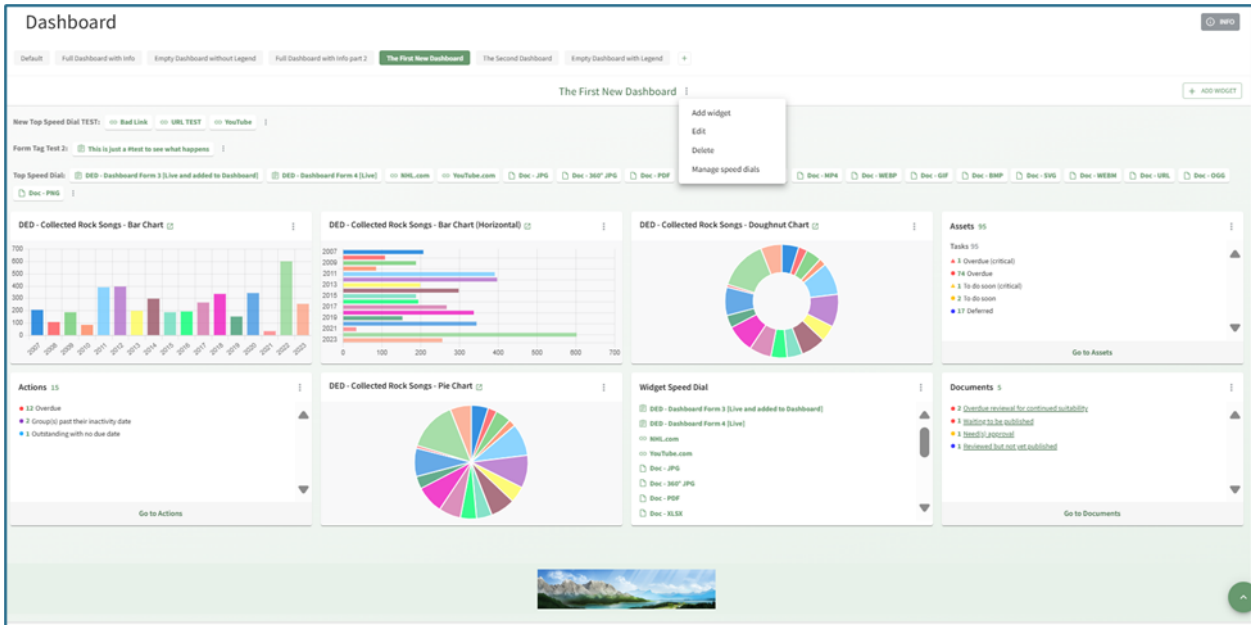 Dashboard
INFO
Default
Full Dashboard with Info
Empty Dashboard without Legend
Full Dashboard with Info part 2
The First New Dashboard
The Second Dashboard
Empty Dashboard with Legend
+
The First New Dashboard
+ ADD WIDGET
Add widget
Edit
Delete
Manage speed dials
New Top Speed Dial TEST: Bad Link URL TEST YouTube
Form Tag Test 2: This is just a #test to see what happens
Top Speed Dial: DED - Dashboard Form 3 [Live and added to Dashboard] DED - Dashboard Form 4 [Live] NHL.com YouTube.com Doc - JPG Doc - 360° JPG Doc - PDF Doc - MP4 Doc - WEBP Doc - GIF Doc - BMP Doc - SVG Doc - WEBM Doc - URL Doc - OGG
Doc - PNG
DED - Collected Rock Songs - Bar Chart
700
600
500
400
300
200
100
0
2007 2008 2009 2010 2011 2012 2013 2014 2015 2016 2017 2018 2019 2020 2021 2022 2023
DED - Collected Rock Songs - Bar Chart (Horizontal)
2007
2009
2011
2013
2015
2017
2019
2021
2023
0 100 200 300 400 500 600 700
DED - Collected Rock Songs - Doughnut Chart
Assets 95
Tasks 95
1 Overdue (critical)
74 Overdue
1 To do soon (critical)
2 To do soon
17 Deferred
Go to Assets
Actions 15
12 Overdue
2 Group(s) past their inactivity date
1 Outstanding with no due date
Go to Actions
DED - Collected Rock Songs - Pie Chart
Widget Speed Dial
DED - Dashboard Form 3 [Live and added to Dashboard]
DED - Dashboard Form 4 [Live]
NHL.com
YouTube.com
Doc - JPG
Doc - 360° JPG
Doc - PDF
Doc - XLSX
Documents 5
2 Overdue reviewal for continued suitability
1 Waiting to be published
1 Need(s) approval
1 Reviewed but not yet published
Go to Documents